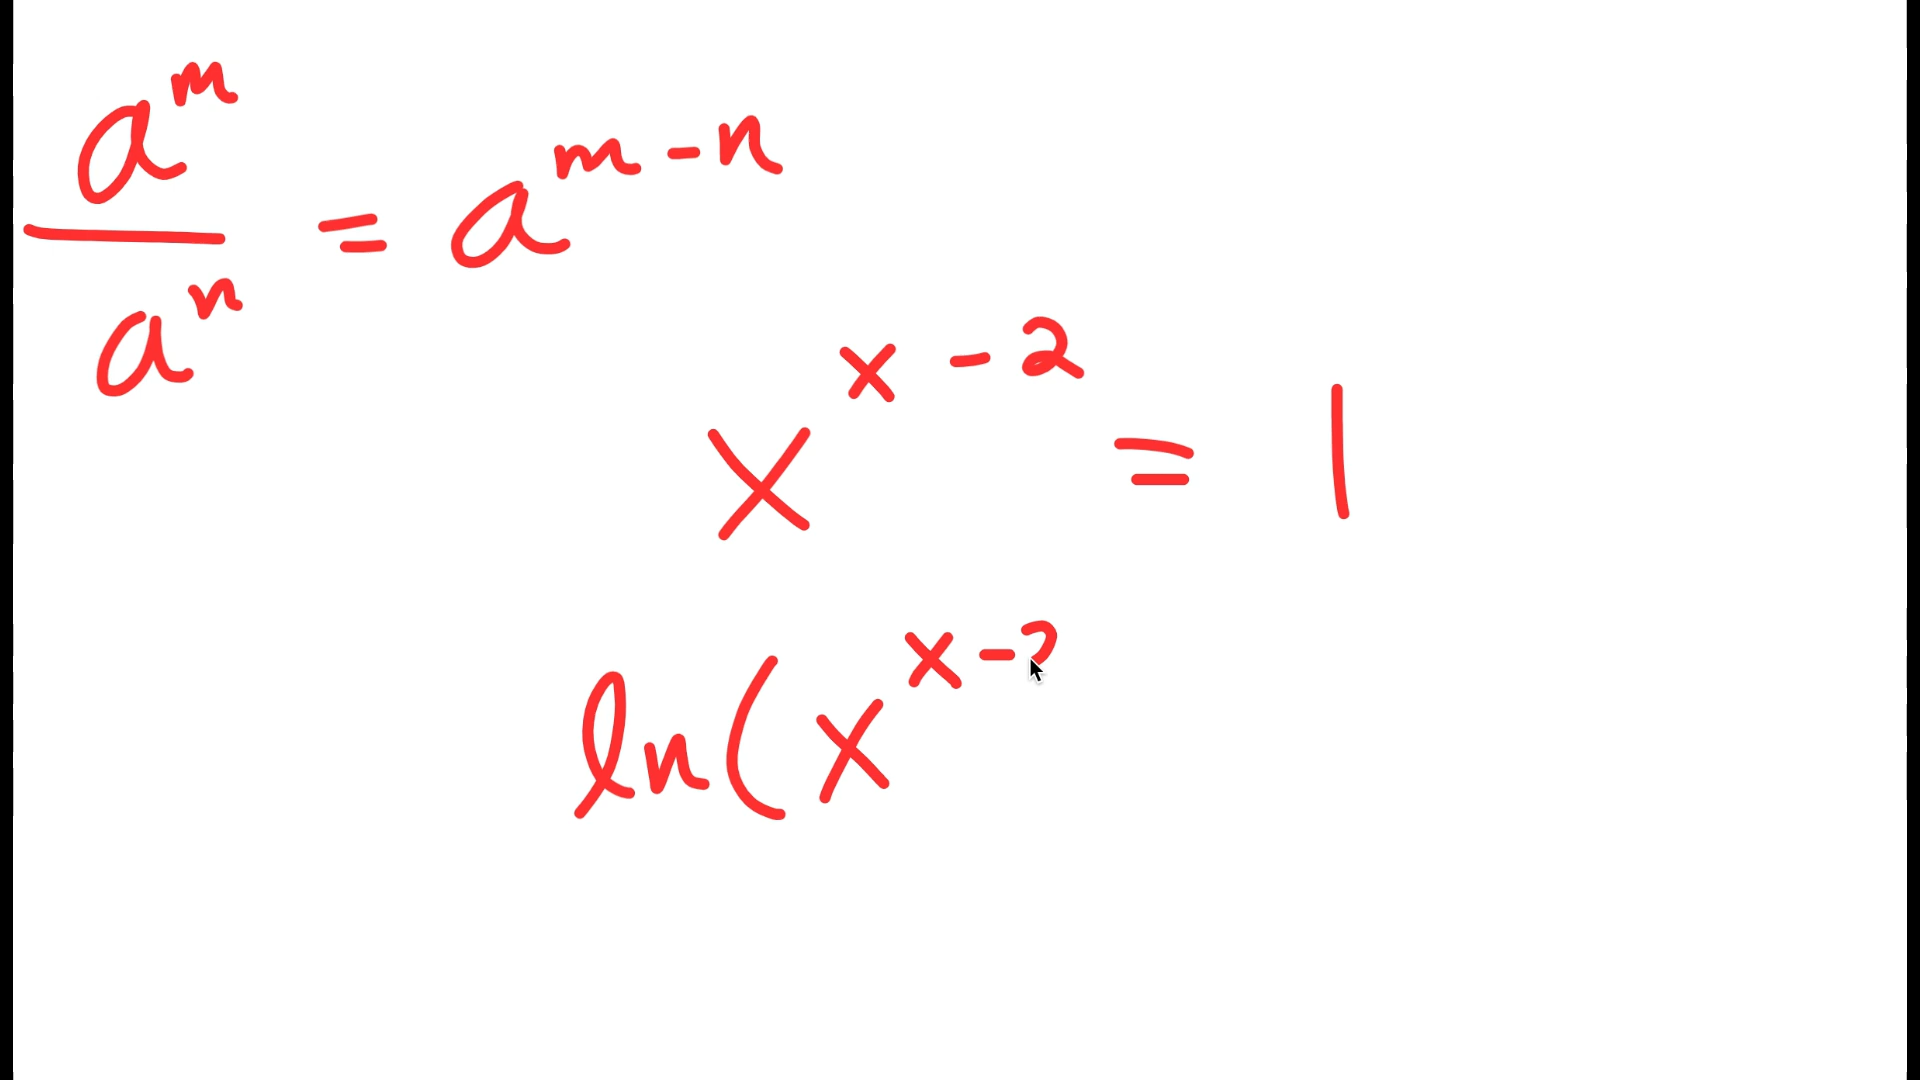 a^m / a^n = a^(m-n)
x^(x-2) = 1
ln(x^(x-2